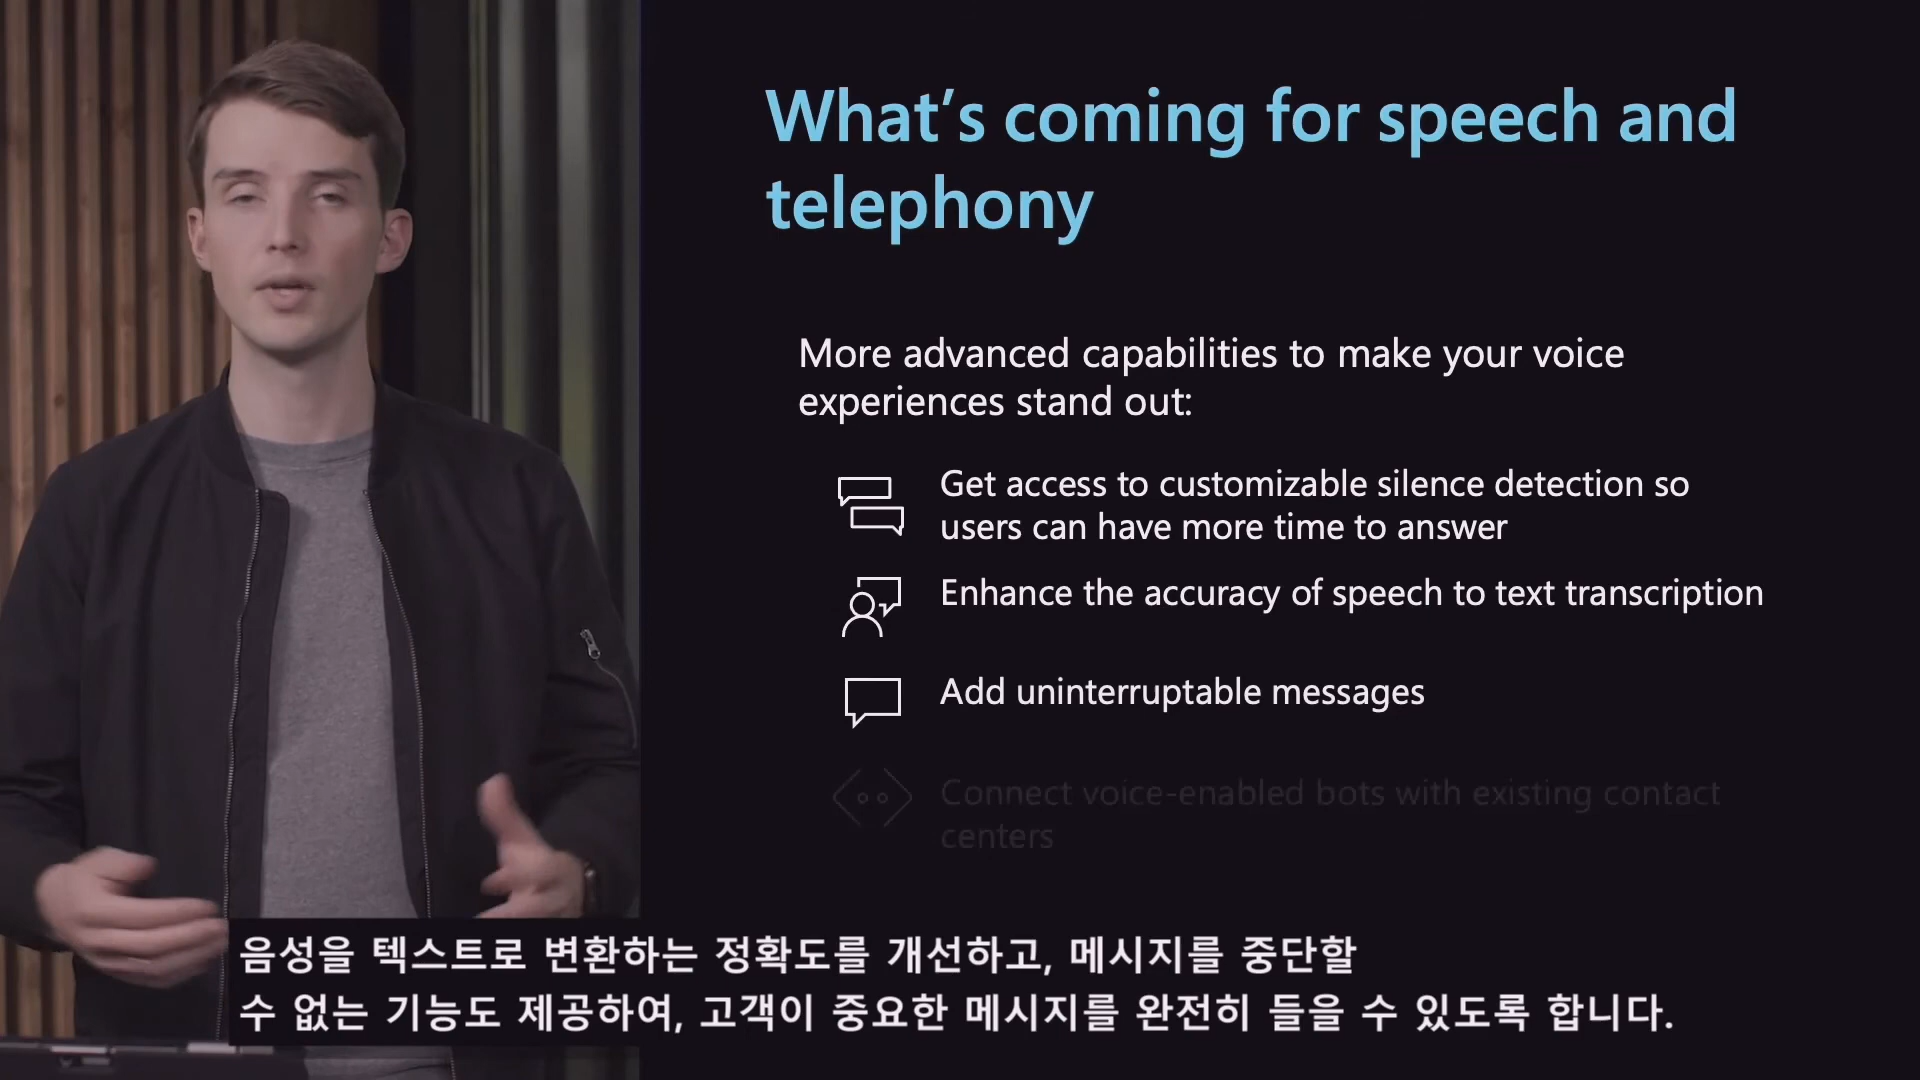 What's coming for speech and
telephony
More advanced capabilities to make your voice
experiences stand out:
Get access to customizable silence detection so
users can have more time to answer
Enhance the accuracy of speech to text transcription
Add uninterruptable messages
Connect voice-enabled bots with existing contact
centers
음성을 텍스트로 변환하는 정확도를 개선하고, 메시지를 중단할
수 없는 기능도 제공하여, 고객이 중요한 메시지를 완전히 들을 수 있도록 합니다.